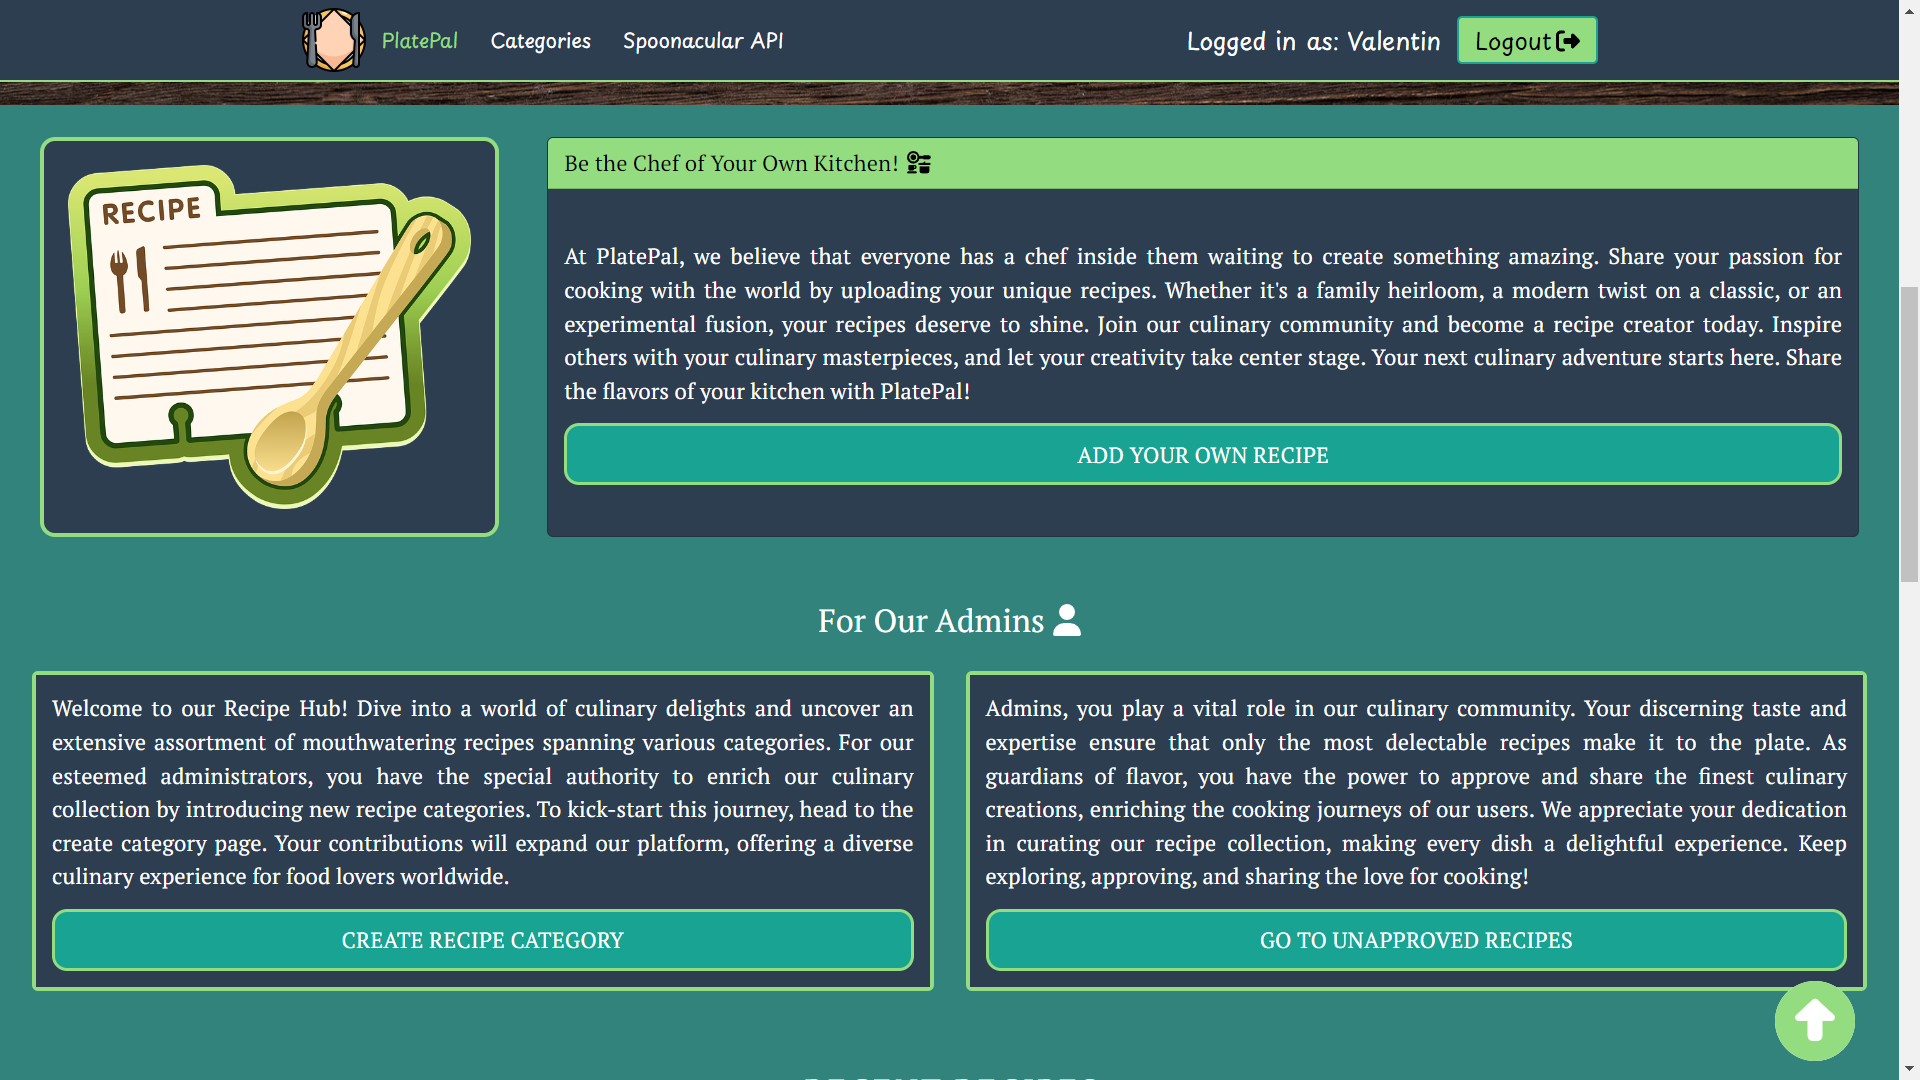 PlatePal
Categories
Spoonacular API
Logged in as: Valentin
Logout
RECIPE
Be the Chef of Your Own Kitchen!
At PlatePal, we believe that everyone has a chef inside them waiting to create something amazing. Share your passion for
cooking with the world by uploading your unique recipes. Whether it's a family heirloom, a modern twist on a classic, or an
experimental fusion, your recipes deserve to shine. Join our culinary community and become a recipe creator today. Inspire
others with your culinary masterpieces, and let your creativity take center stage. Your next culinary adventure starts here. Share
the flavors of your kitchen with PlatePal!
ADD YOUR OWN RECIPE
For Our Admins
Welcome to our Recipe Hub! Dive into a world of culinary delights and uncover an
extensive assortment of mouthwatering recipes spanning various categories. For our
esteemed administrators, you have the special authority to enrich our culinary
collection by introducing new recipe categories. To kick-start this journey, head to the
create category page. Your contributions will expand our platform, offering a diverse
culinary experience for food lovers worldwide.
CREATE RECIPE CATEGORY
Admins, you play a vital role in our culinary community. Your discerning taste and
expertise ensure that only the most delectable recipes make it to the plate. As
guardians of flavor, you have the power to approve and share the finest culinary
creations, enriching the cooking journeys of our users. We appreciate your dedication
in curating our recipe collection, making every dish a delightful experience. Keep
exploring, approving, and sharing the love for cooking!
GO TO UNAPPROVED RECIPES